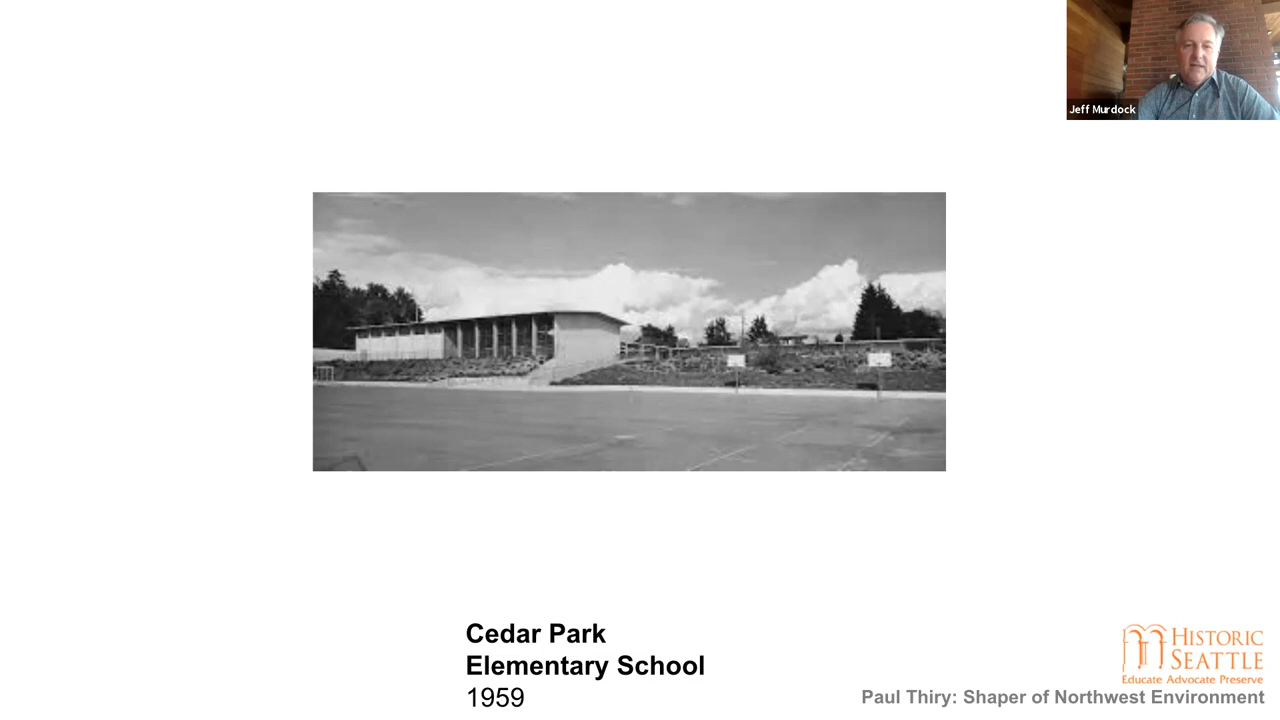 Jeff Murdock
Cedar Park
Elementary School
1959
HISTORIC
SEATTLE
Educate Advocate Preserve
Paul Thiry: Shaper of Northwest Environment